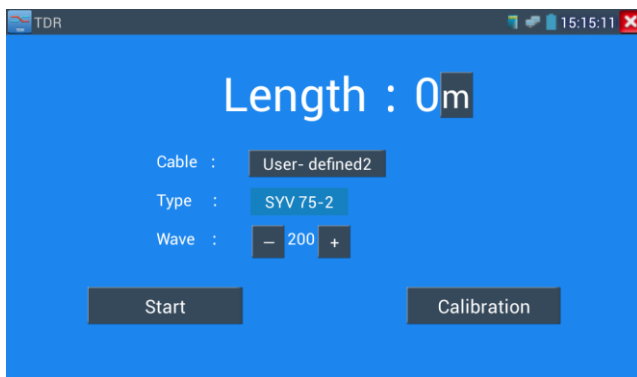 TDR 15:15:11
Length : 0m
Cable : User- defined2
Type : SYV 75-2
Wave : – 200 +
Start Calibration